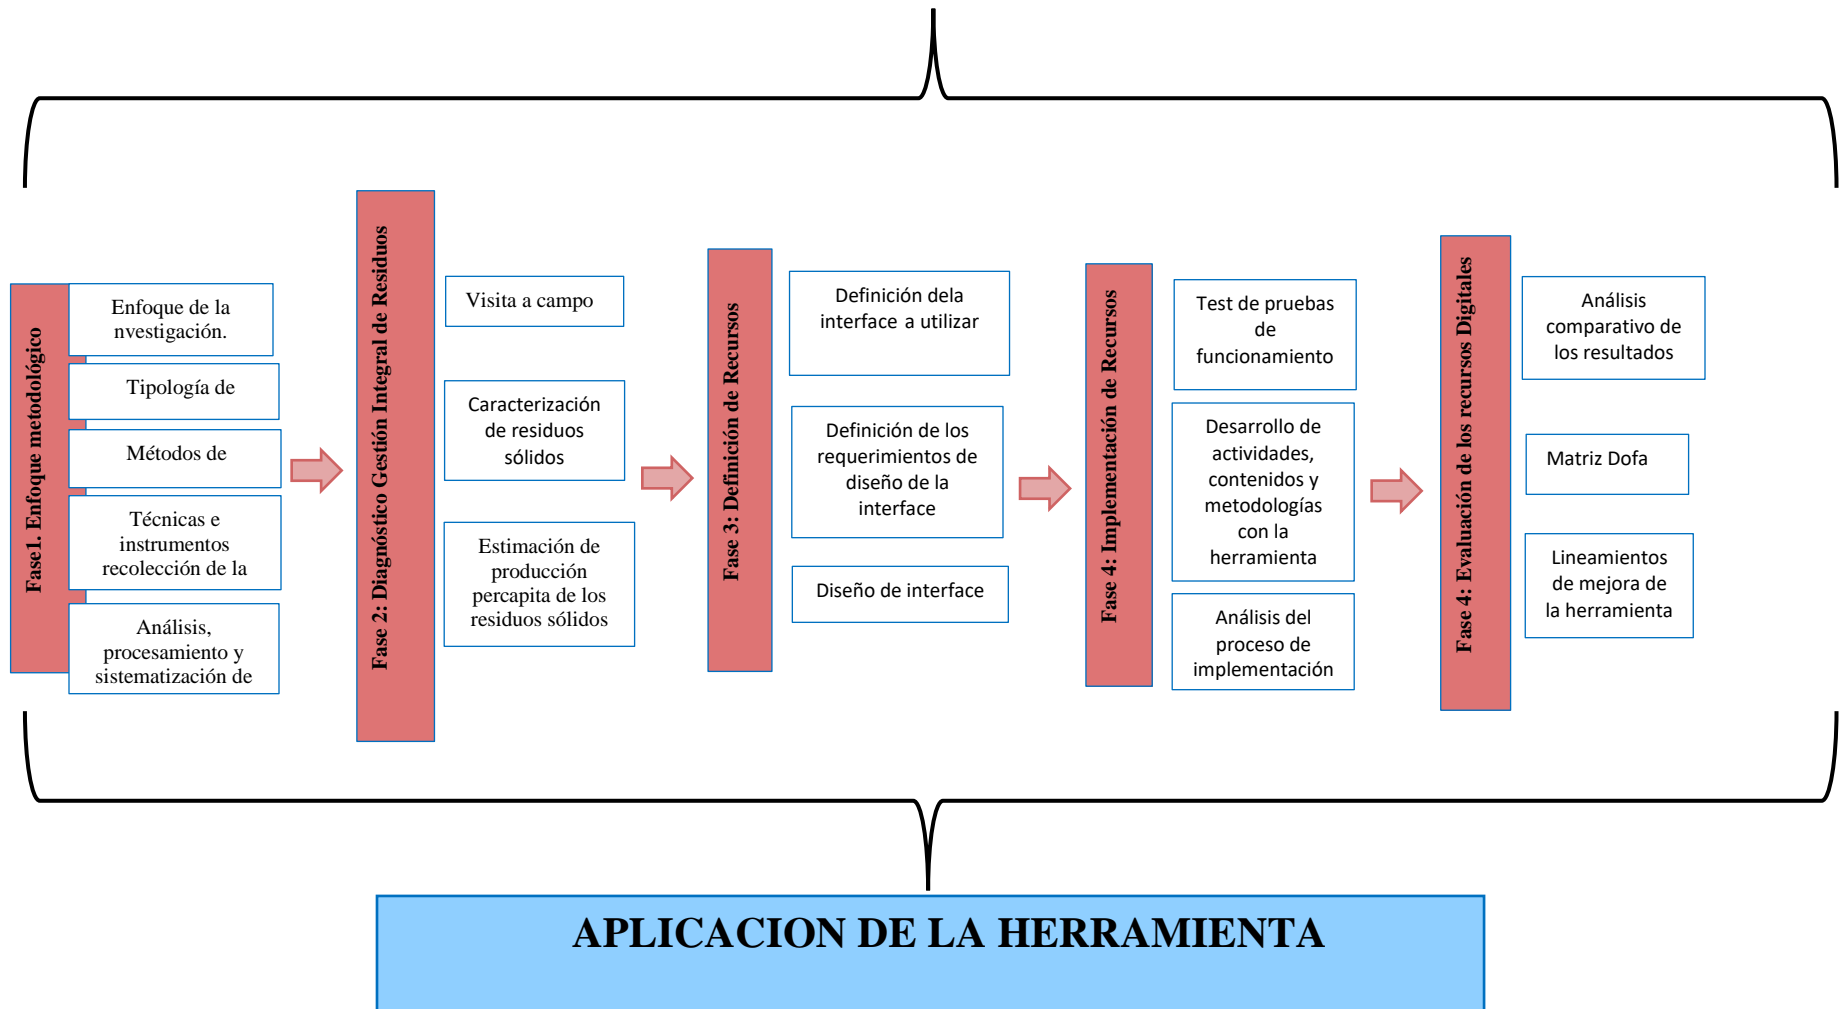 Fase1. Enfoque metodológico
Enfoque de la
nvestigación.
Tipología de
Métodos de
Técnicas e
instrumentos
recolección de la
Análisis,
procesamiento y
sistematización de
Fase 2: Diagnóstico Gestión Integral de Residuos
Visita a campo
Caracterización
de residuos
sólidos
Estimación de
producción
percapita de los
residuos sólidos
Fase 3: Definición de Recursos
Definición dela
interface a utilizar
Definición de los
requerimientos de
diseño de la
interface
Diseño de interface
Fase 4: Implementación de Recursos
Test de pruebas
de
funcionamiento
Desarrollo de
actividades,
contenidos y
metodologías
con la
herramienta
Análisis del
proceso de
implementación
Fase 4: Evaluación de los recursos Digitales
Análisis
comparativo de
los resultados
Matriz Dofa
Lineamientos
de mejora de
la herramienta
APLICACION DE LA HERRAMIENTA